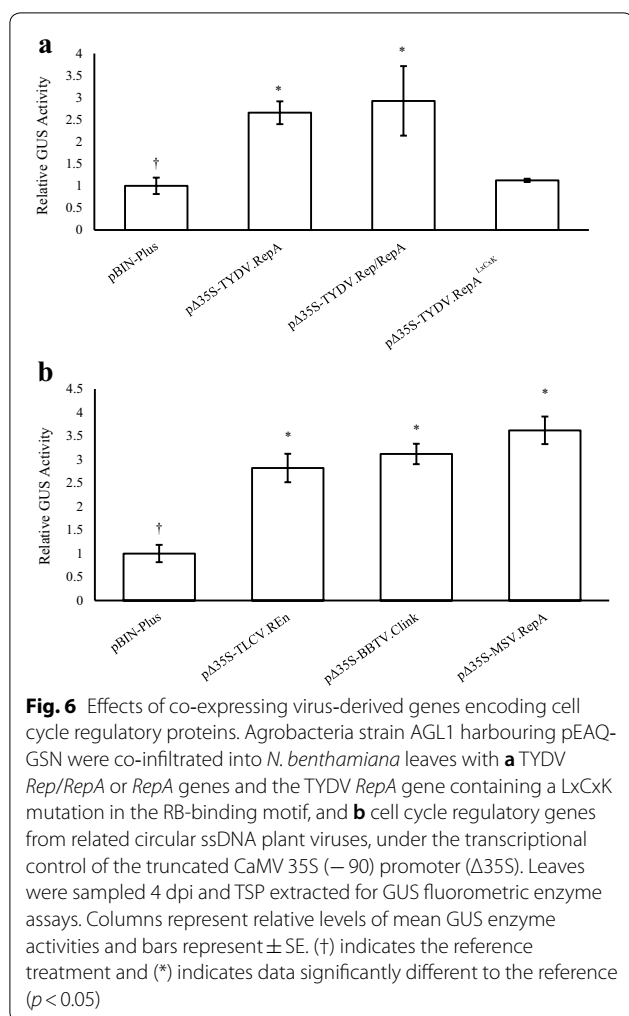 a
4
3.5
3
2.5
2
1.5
1
0.5
0
Relative GUS Activity
†
*
*
pBIN-Plus
pΔ35S-TYDV.RepA
pΔ35S-TYDV.Rep/RepA
pΔ35S-TYDV.RepA LxCxK
b
4.5
4
3.5
3
2.5
2
1.5
1
0.5
0
Relative GUS Activity
†
*
*
*
pBIN-Plus
pΔ35S-TLCV.REn
pΔ35S-BBTV.Clink
pΔ35S-MSV.RepA
Fig. 6 Effects of co-expressing virus-derived genes encoding cell
cycle regulatory proteins. Agrobacteria strain AGL1 harbouring pEAQ-
GSN were co-infiltrated into N. benthamiana leaves with a TYDV
Rep/RepA or RepA genes and the TYDV RepA gene containing a LxCxK
mutation in the RB-binding motif, and b cell cycle regulatory genes
from related circular ssDNA plant viruses, under the transcriptional
control of the truncated CaMV 35S (− 90) promoter (Δ35S). Leaves
were sampled 4 dpi and TSP extracted for GUS fluorometric enzyme
assays. Columns represent relative levels of mean GUS enzyme
activities and bars represent ± SE. (†) indicates the reference
treatment and (*) indicates data significantly different to the reference
(p < 0.05)